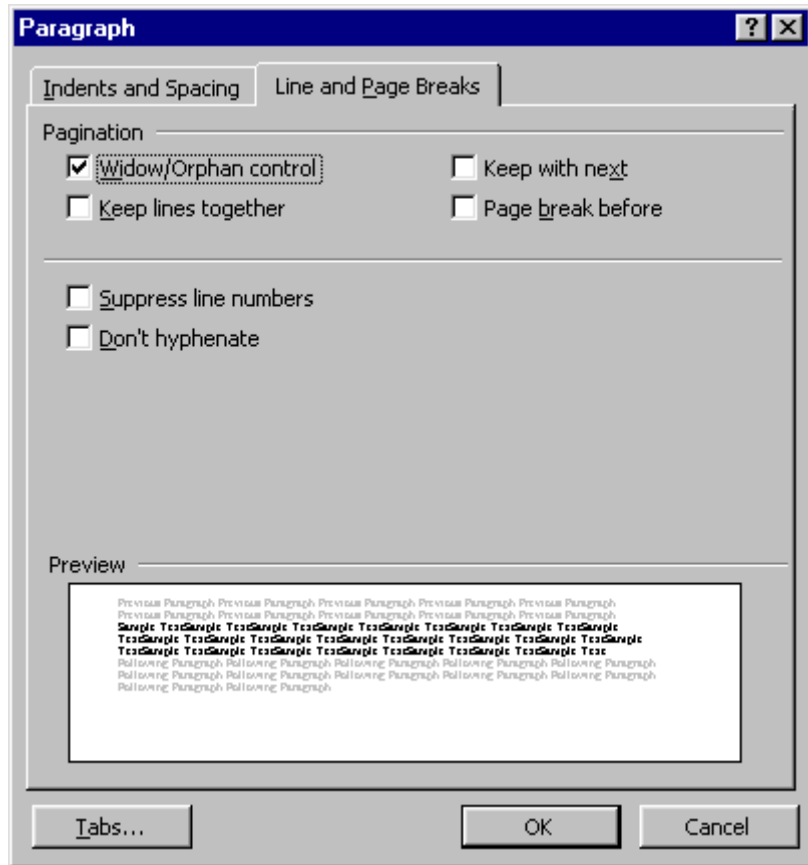 Paragraph
Indents and Spacing Line and Page Breaks
Pagination
Widow/Orphan control Keep with next
Keep lines together Page break before
Suppress line numbers
Don't hyphenate
Preview
Previous Paragraph Previous Paragraph Previous Paragraph Previous Paragraph Previous Paragraph
Previous Paragraph Previous Paragraph Previous Paragraph Previous Paragraph Previous Paragraph
Sample TextSample TextSample TextSample TextSample TextSample TextSample TextSample
TextSample TextSample TextSample TextSample TextSample TextSample TextSample TextSample
TextSample TextSample TextSample TextSample TextSample TextSample TextSample Text
Following Paragraph Following Paragraph Following Paragraph Following Paragraph Following Paragraph
Following Paragraph Following Paragraph Following Paragraph Following Paragraph Following Paragraph
Following Paragraph Following Paragraph
Tabs... OK Cancel